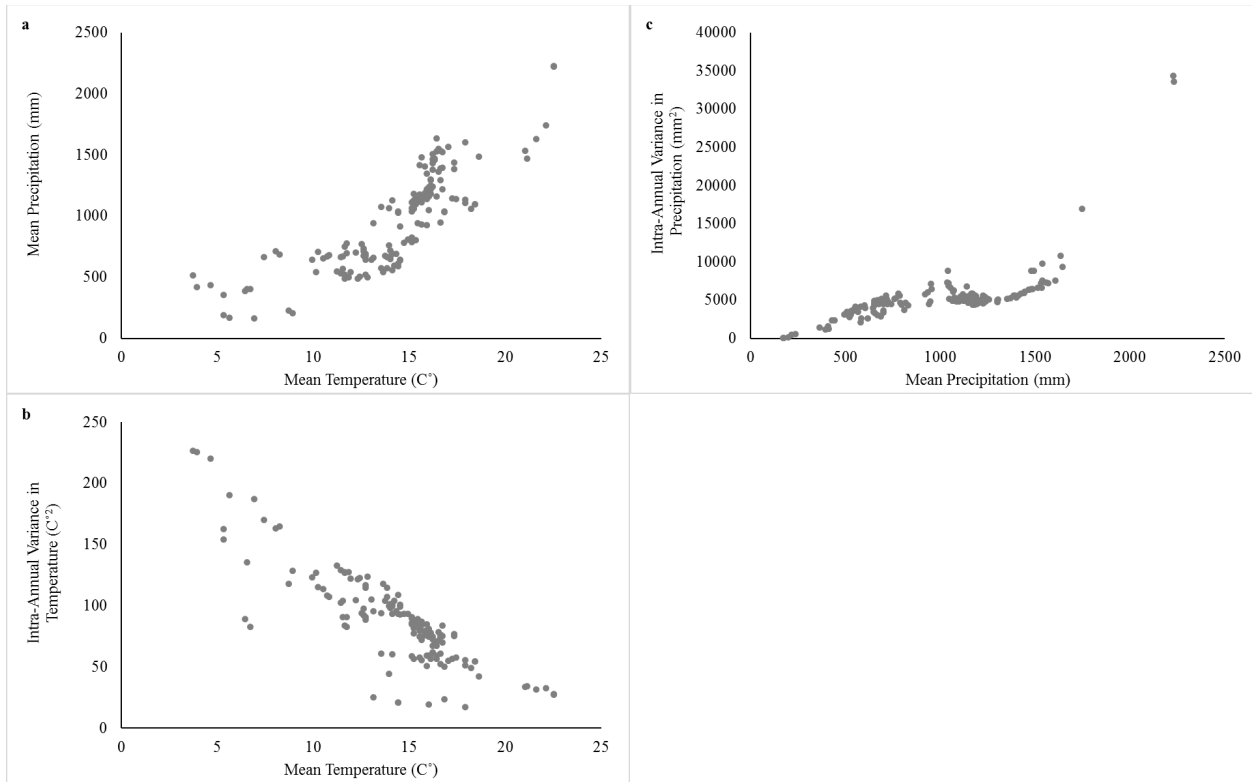 a
2500
2000
1500
1000
500
0
0 5 10 15 20 25
Mean Precipitation (mm)
Mean Temperature (C˚)
b
250
200
150
100
50
0
0 5 10 15 20 25
Intra-Annual Variance in
Temperature (C˚²)
Mean Temperature (C˚)
c
40000
35000
30000
25000
20000
15000
10000
5000
0
0 500 1000 1500 2000 2500
Intra-Annual Variance in
Precipitation (mm²)
Mean Precipitation (mm)